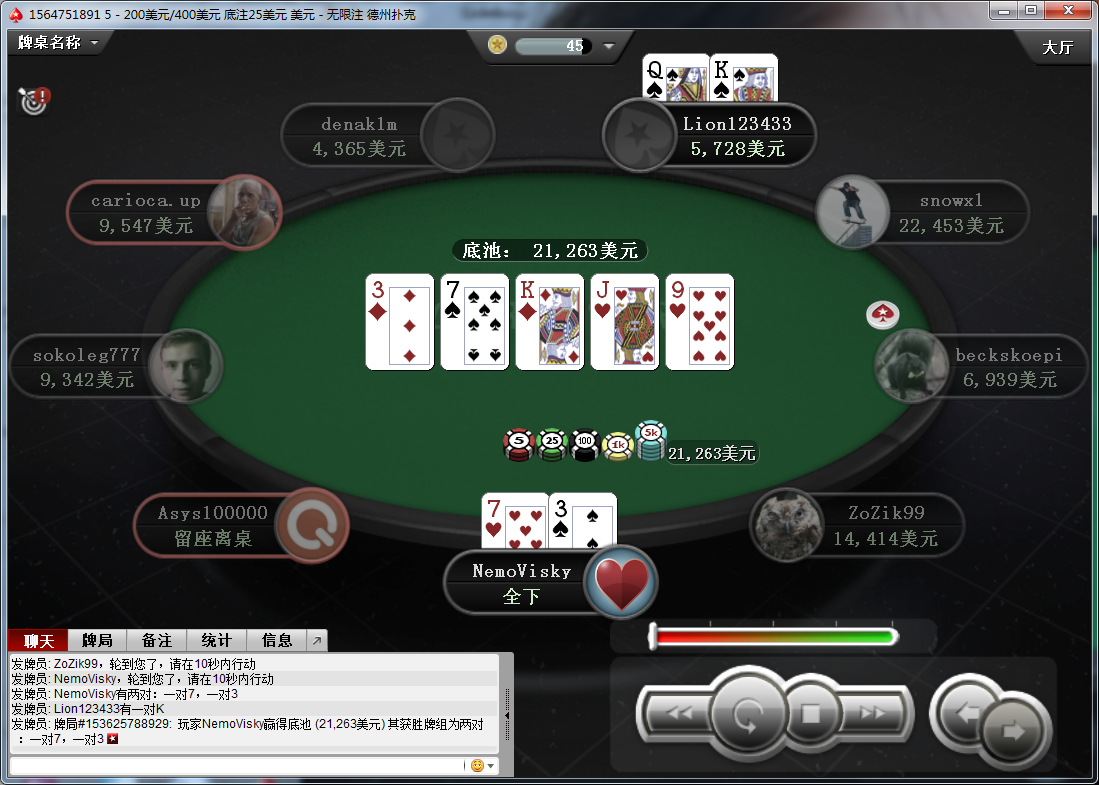 1564751891 5 - 200美元/400美元 底注25美元 美元 - 无限注 德州扑克
牌桌名称
45
大厅
Q K
denaklm
4,365美元
Lion123433
5,728美元
carioca.up
9,547美元
snowxl
22,453美元
底池: 21,263美元
3 7 K J 9
sokoleg777
9,342美元
beckskoepi
6,939美元
5 25 100 1k 5k
21,263美元
7 3
Asys100000
留座离桌
ZoZik99
14,414美元
NemoVisky
全下
聊天 牌局 备注 统计 信息
发牌员: ZoZik99，轮到您了，请在10秒内行动
发牌员: NemoVisky，轮到您了，请在10秒内行动
发牌员: NemoVisky有两对：一对7，一对3
发牌员: Lion123433有一对K
发牌员: 牌局#153625788929: 玩家NemoVisky赢得底池 (21,263美元) 其获胜牌组为两对
：一对7，一对3